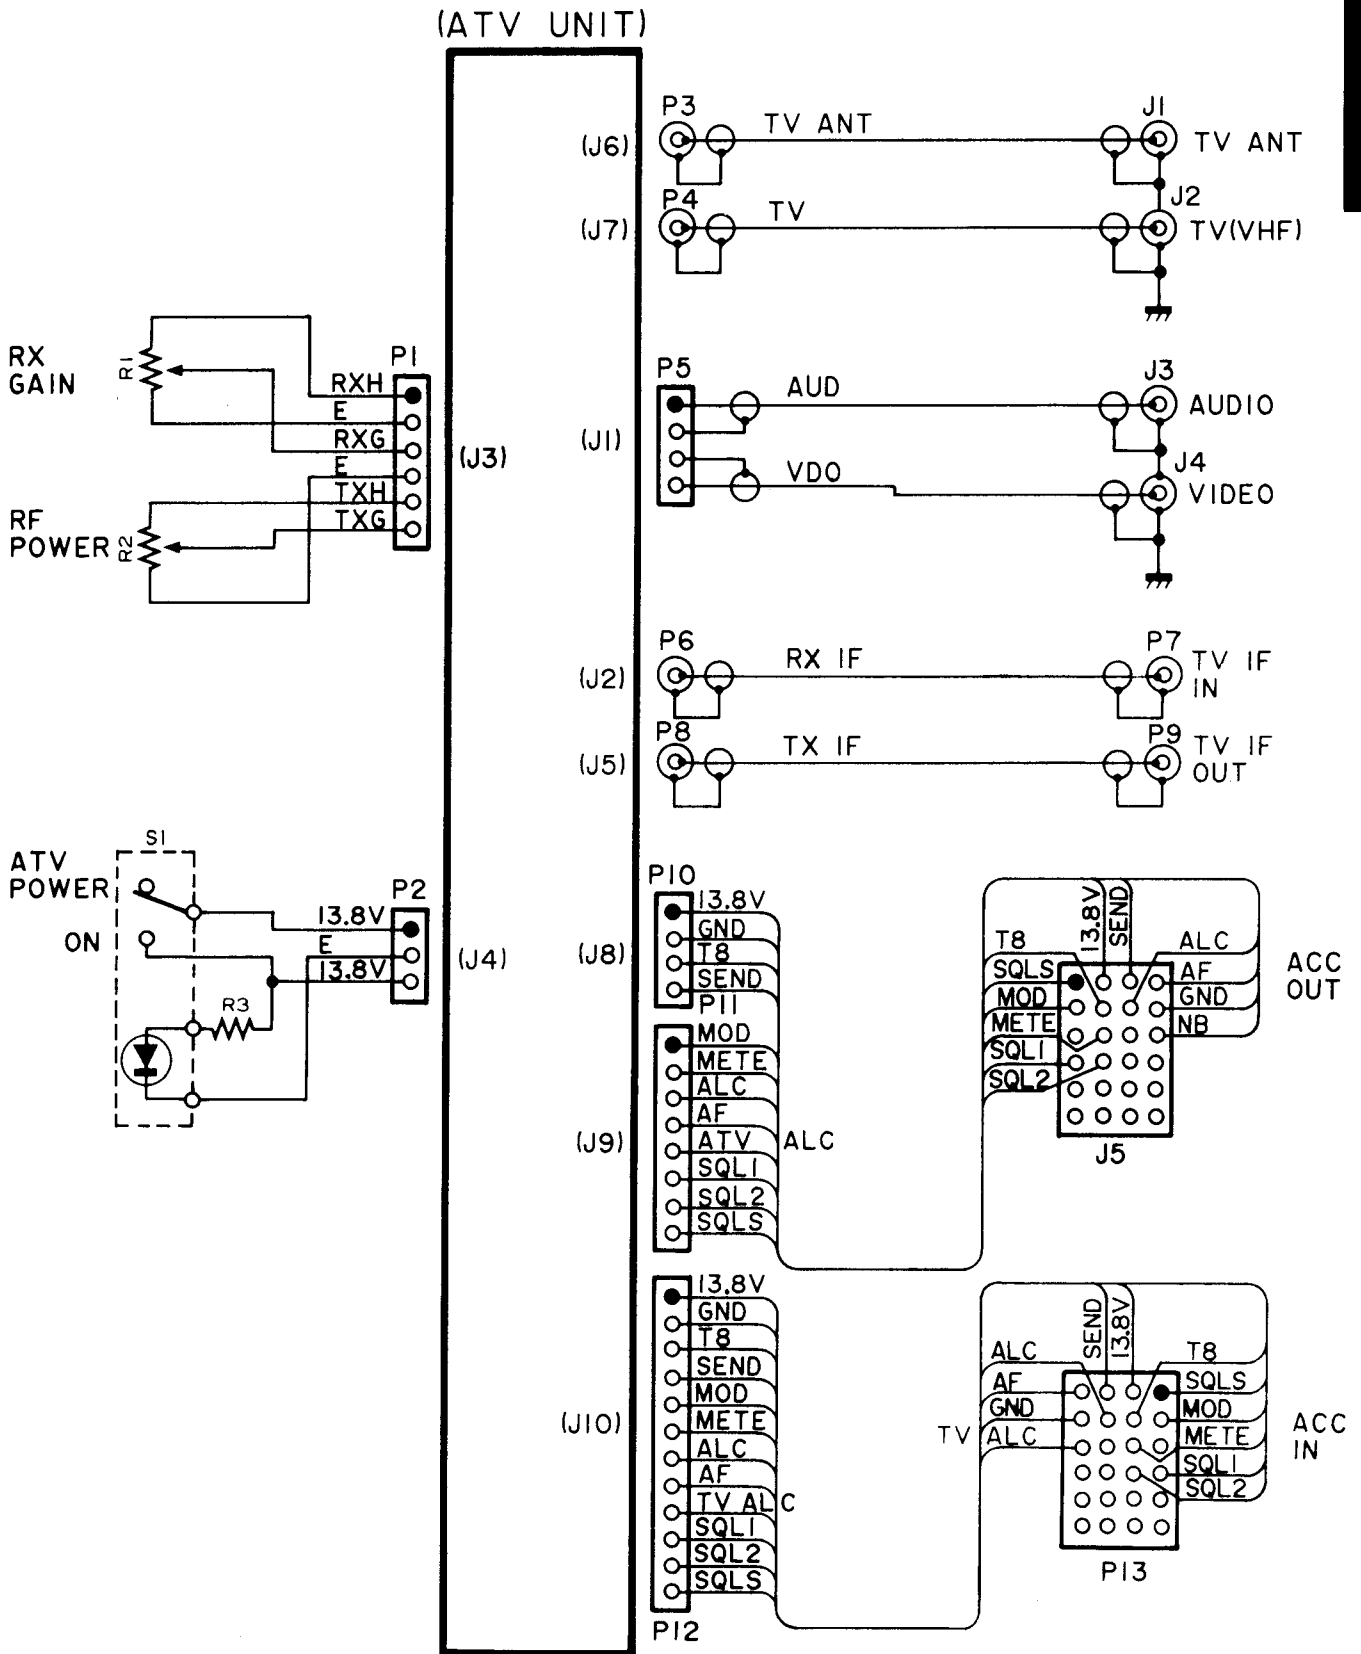 (ATV UNIT)
P3
TV ANT
J1
TV ANT
(J6)
P4
TV
J2
TV(VHF)
(J7)
RX
GAIN
R1
P1
RXH
E
RXG
E
TXH
TXG
(J3)
RF
POWER
R2
P5
AUD
J3
AUDIO
(J1)
VDO
J4
VIDEO
P6
RX IF
P7
TV IF
IN
(J2)
P8
TX IF
P9
TV IF
OUT
(J5)
ATV
POWER
S1
ON
R3
P2
13.8V
E
13.8V
(J4)
P10
13.8V
GND
T8
SEND
(J8)
P11
MOD
METE
ALC
AF
ATV ALC
SQL1
SQL2
SQLS
(J9)
13.8V
SEND
T8
SQLS
MOD
METE
SQL1
SQL2
ALC
AF
GND
NB
ACC
OUT
J5
13.8V
GND
T8
SEND
MOD
METE
ALC
AF
TV ALC
SQL1
SQL2
SQLS
(J10)
P12
SEND
13.8V
ALC
AF
GND
TV ALC
T8
SQLS
MOD
METE
SQL1
SQL2
ACC
IN
P13